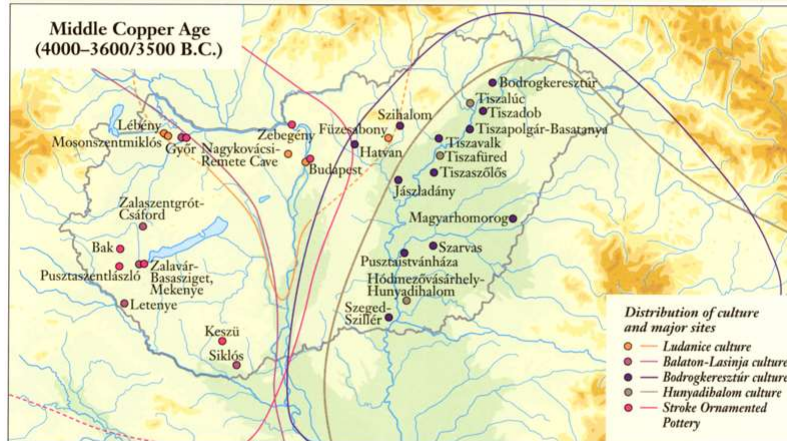 Middle Copper Age
(4000–3600/3500 B.C.)
Bodrogkeresztúr
Tiszalúc
Tiszadob
Szihalom
Füzesabony
Tiszapolgár-Basatanya
Zebegény
Lébény
Mosonszentmiklós
Győr
Nagykovácsi-
Remete Cave
Hatvan
Tiszavalk
Tiszafüred
Budapest
Tiszaszőlős
Jászladány
Zalaszentgrót-
Csáford
Magyarhomorog
Bak
Szarvas
Pusztaistvánháza
Pusztaszentlászló
Zalavár-
Basasziget,
Mekenye
Hódmezővásárhely-
Hunyadihalom
Letenye
Szeged-
Szillér
Keszü
Siklós
Distribution of culture
and major sites
Ludanice culture
Balaton-Lasinja culture
Bodrogkeresztúr culture
Hunyadihalom culture
Stroke Ornamented
Pottery